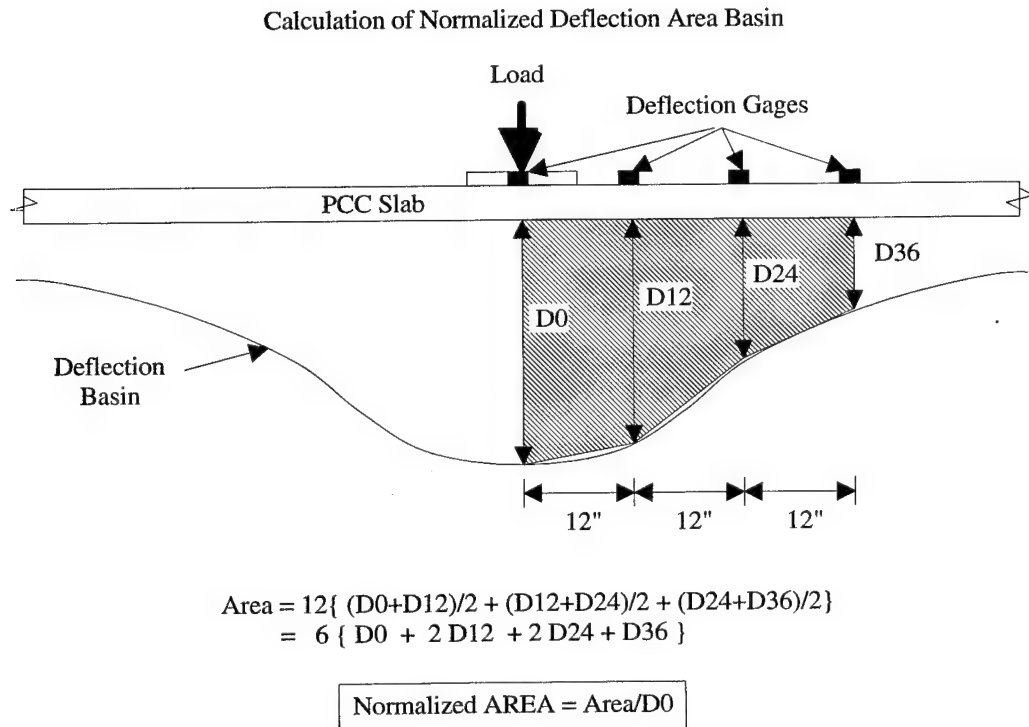 Calculation of Normalized Deflection Area Basin
Load
Deflection Gages
PCC Slab
D0
D12
D24
D36
Deflection
Basin
12"
12"
12"
Area = 12{ (D0+D12)/2 + (D12+D24)/2 + (D24+D36)/2}
= 6 { D0 + 2 D12 + 2 D24 + D36 }
Normalized AREA = Area/D0